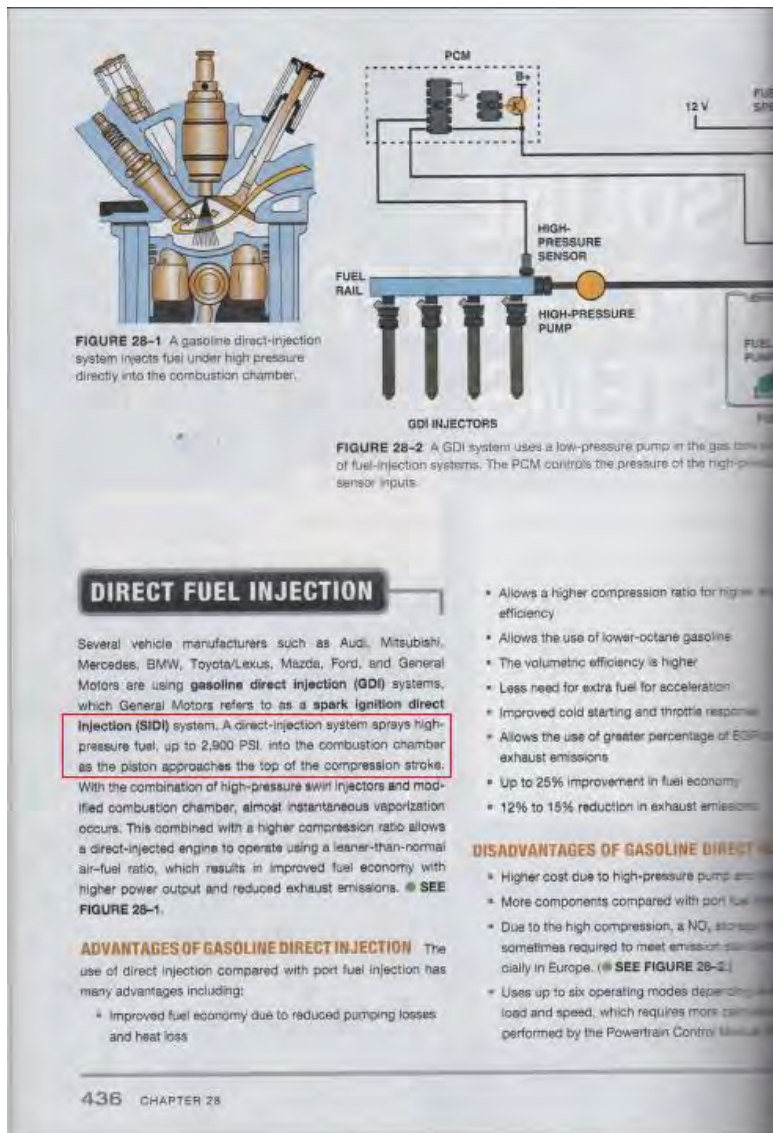 PCM
B+
12 V
HIGH-
PRESSURE
SENSOR
FUEL
RAIL
HIGH-PRESSURE
PUMP
GDI INJECTORS
FIGURE 28–1 A gasoline direct-injection
system injects fuel under high pressure
directly into the combustion chamber.
FIGURE 28–2 A GDI system uses a low-pressure pump in the gas
of fuel-injection systems. The PCM controls the pressure of the
sensor inputs.
DIRECT FUEL INJECTION
Several vehicle manufacturers such as Audi, Mitsubishi,
Mercedes, BMW, Toyota/Lexus, Mazda, Ford, and General
Motors are using gasoline direct injection (GDI) systems,
which General Motors refers to as a spark ignition direct
injection (SIDI) system. A direct-injection system sprays high-
pressure fuel, up to 2,900 PSI, into the combustion chamber
as the piston approaches the top of the compression stroke.
With the combination of high-pressure swirl injectors and mod-
ified combustion chamber, almost instantaneous vaporization
occurs. This combined with a higher compression ratio allows
a direct-injected engine to operate using a leaner-than-normal
air–fuel ratio, which results in improved fuel economy with
higher power output and reduced exhaust emissions. ● SEE
FIGURE 28–1.
ADVANTAGES OF GASOLINE DIRECT INJECTION The
use of direct injection compared with port fuel injection has
many advantages including:
▪ Improved fuel economy due to reduced pumping losses
and heat loss
▪ Allows a higher compression ratio for higher
efficiency
▪ Allows the use of lower-octane gasoline
▪ The volumetric efficiency is higher
▪ Less need for extra fuel for acceleration
▪ Improved cold starting and throttle response
▪ Allows the use of greater percentage of
exhaust emissions
▪ Up to 25% improvement in fuel economy
▪ 12% to 15% reduction in exhaust emissions
DISADVANTAGES OF GASOLINE DIRECT
▪ Higher cost due to high-pressure pump
▪ More components compared with port fuel
▪ Due to the high compression, a NOx
sometimes required to meet emission
cially in Europe. (● SEE FIGURE 28–2.)
▪ Uses up to six operating modes depending
load and speed, which requires more
performed by the Powertrain Control
436 CHAPTER 28